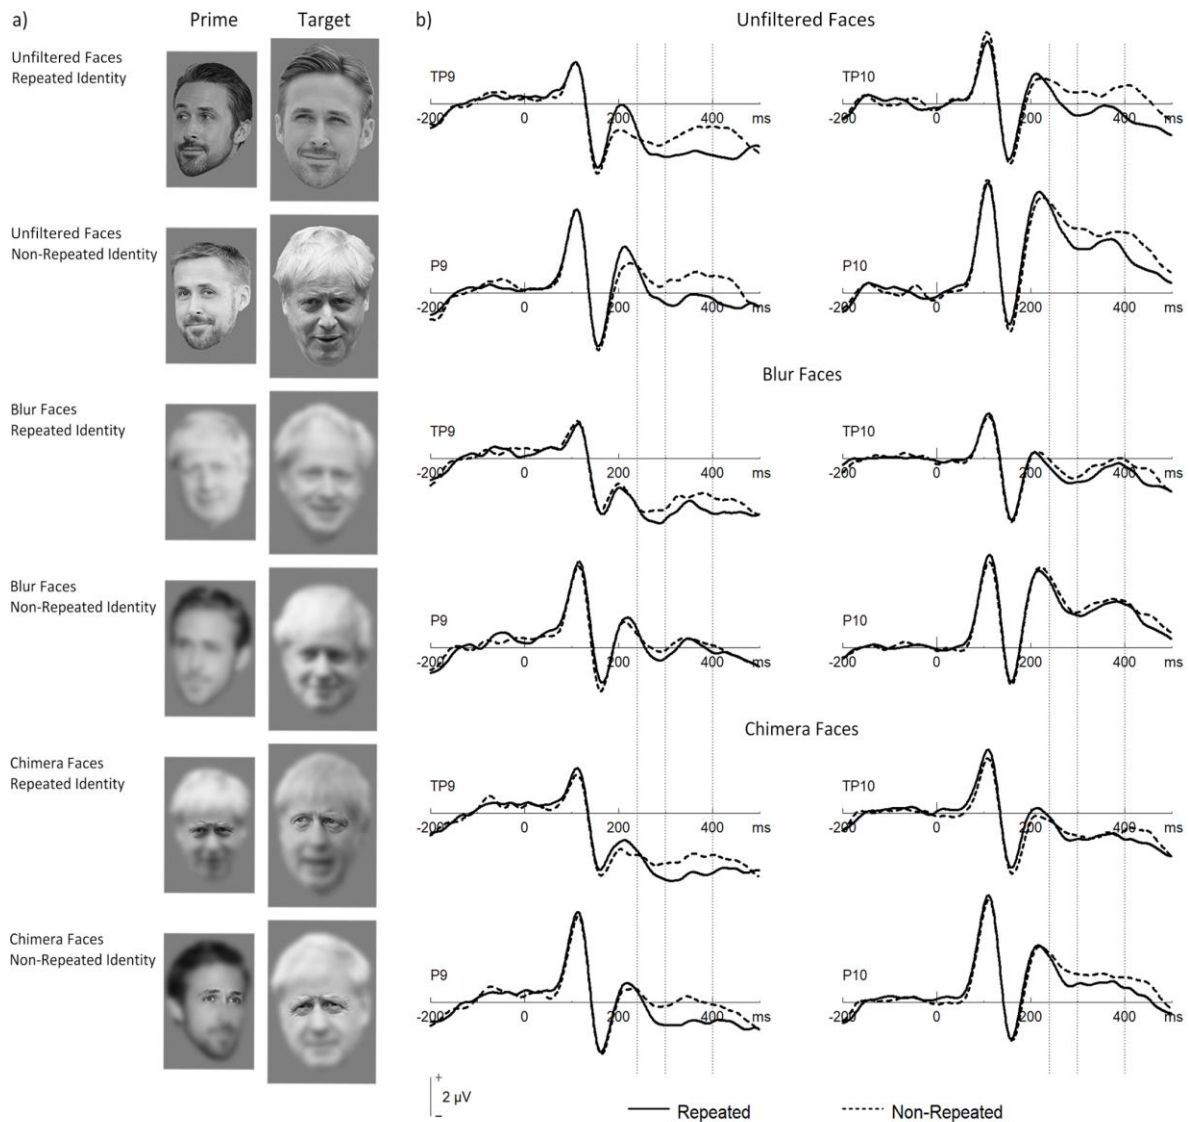 a)
Prime
Target
Unfiltered Faces
Repeated Identity
Unfiltered Faces
Non-Repeated Identity
Blur Faces
Repeated Identity
Blur Faces
Non-Repeated Identity
Chimera Faces
Repeated Identity
Chimera Faces
Non-Repeated Identity
b)
Unfiltered Faces
TP9
-200 0 200 400 ms
TP10
-200 0 200 400 ms
P9
-200 0 200 400 ms
P10
-200 0 200 400 ms
Blur Faces
TP9
-200 0 200 400 ms
TP10
-200 0 200 400 ms
P9
-200 0 200 400 ms
P10
-200 0 200 400 ms
Chimera Faces
TP9
-200 0 200 400 ms
TP10
-200 0 200 400 ms
P9
-200 0 200 400 ms
P10
-200 0 200 400 ms
+
2 µV
–
Repeated
Non-Repeated